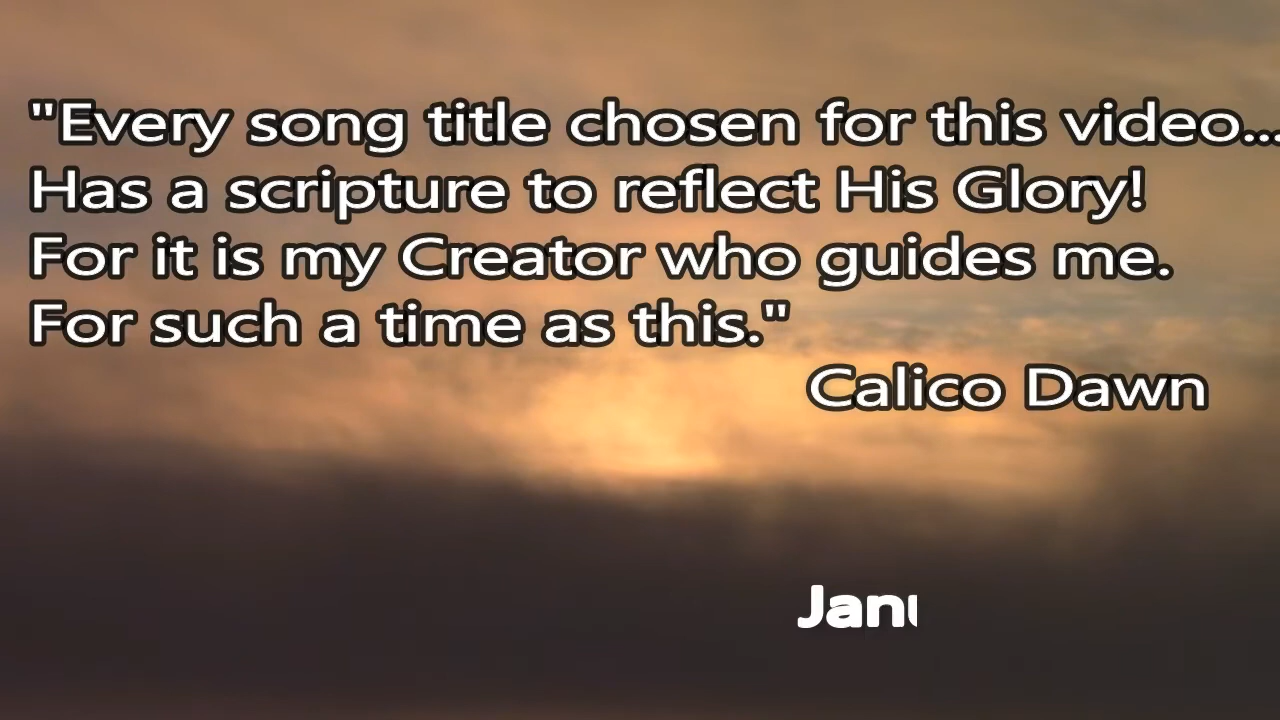 "Every song title chosen for this video...
Has a scripture to reflect His Glory!
For it is my Creator who guides me.
For such a time as this."
Calico Dawn